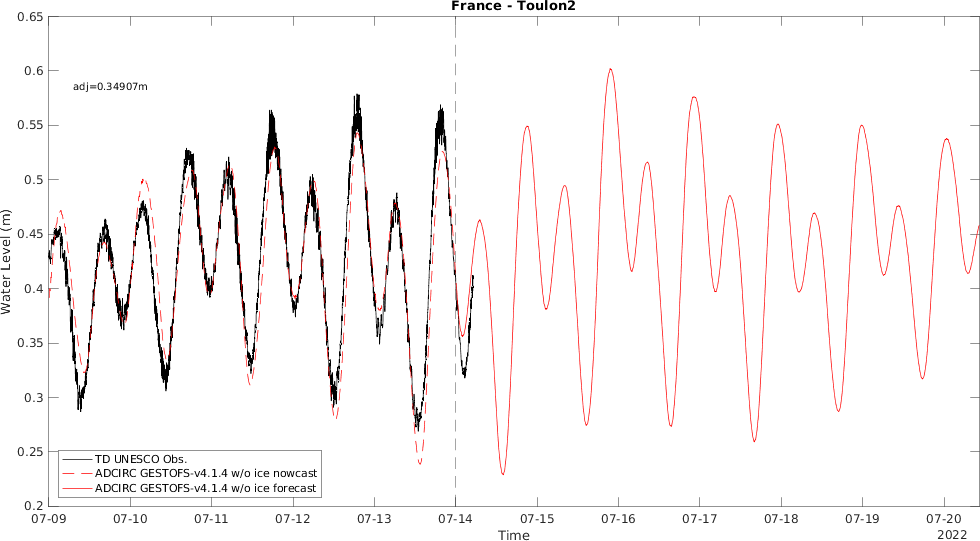 France - Toulon2
adj=0.34907m
0.65
0.6
0.55
0.5
0.45
0.4
0.35
0.3
0.25
0.2
Water Level (m)
TD UNESCO Obs.
ADCIRC GESTOFS-v4.1.4 w/o ice nowcast
ADCIRC GESTOFS-v4.1.4 w/o ice forecast
07-09 07-10 07-11 07-12 07-13 07-14 07-15 07-16 07-17 07-18 07-19 07-20
Time
2022